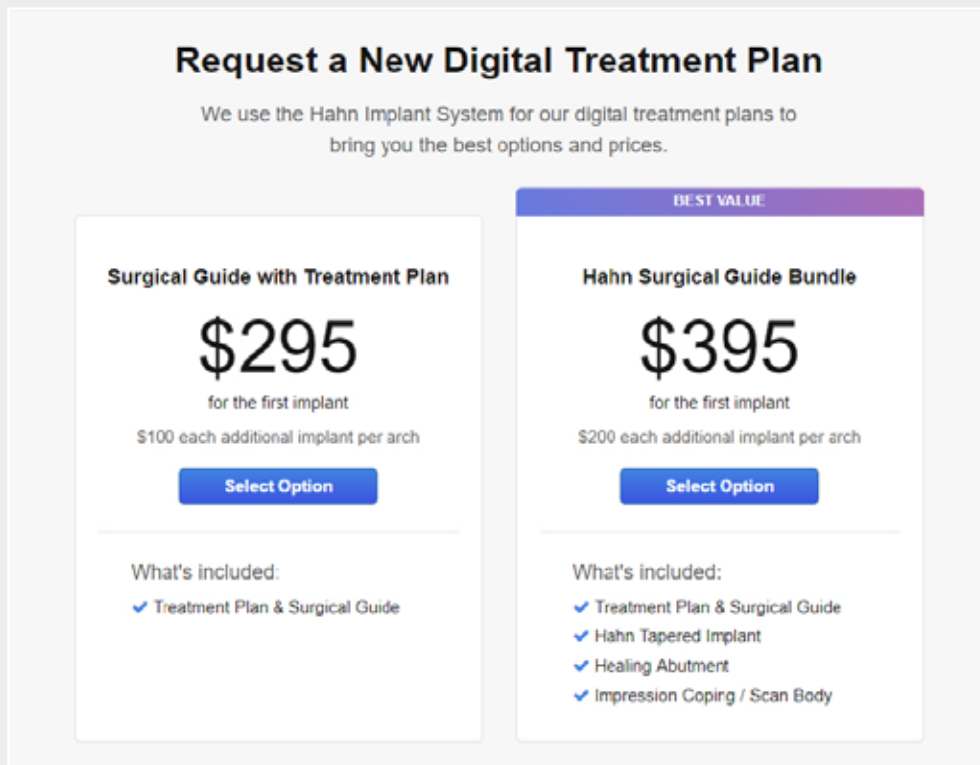 Request a New Digital Treatment Plan
We use the Hahn Implant System for our digital treatment plans to
bring you the best options and prices.
Surgical Guide with Treatment Plan
$295
for the first implant
$100 each additional implant per arch
Select Option
What's included:
Treatment Plan & Surgical Guide
BEST VALUE
Hahn Surgical Guide Bundle
$395
for the first implant
$200 each additional implant per arch
Select Option
What's included:
Treatment Plan & Surgical Guide
Hahn Tapered Implant
Healing Abutment
Impression Coping / Scan Body